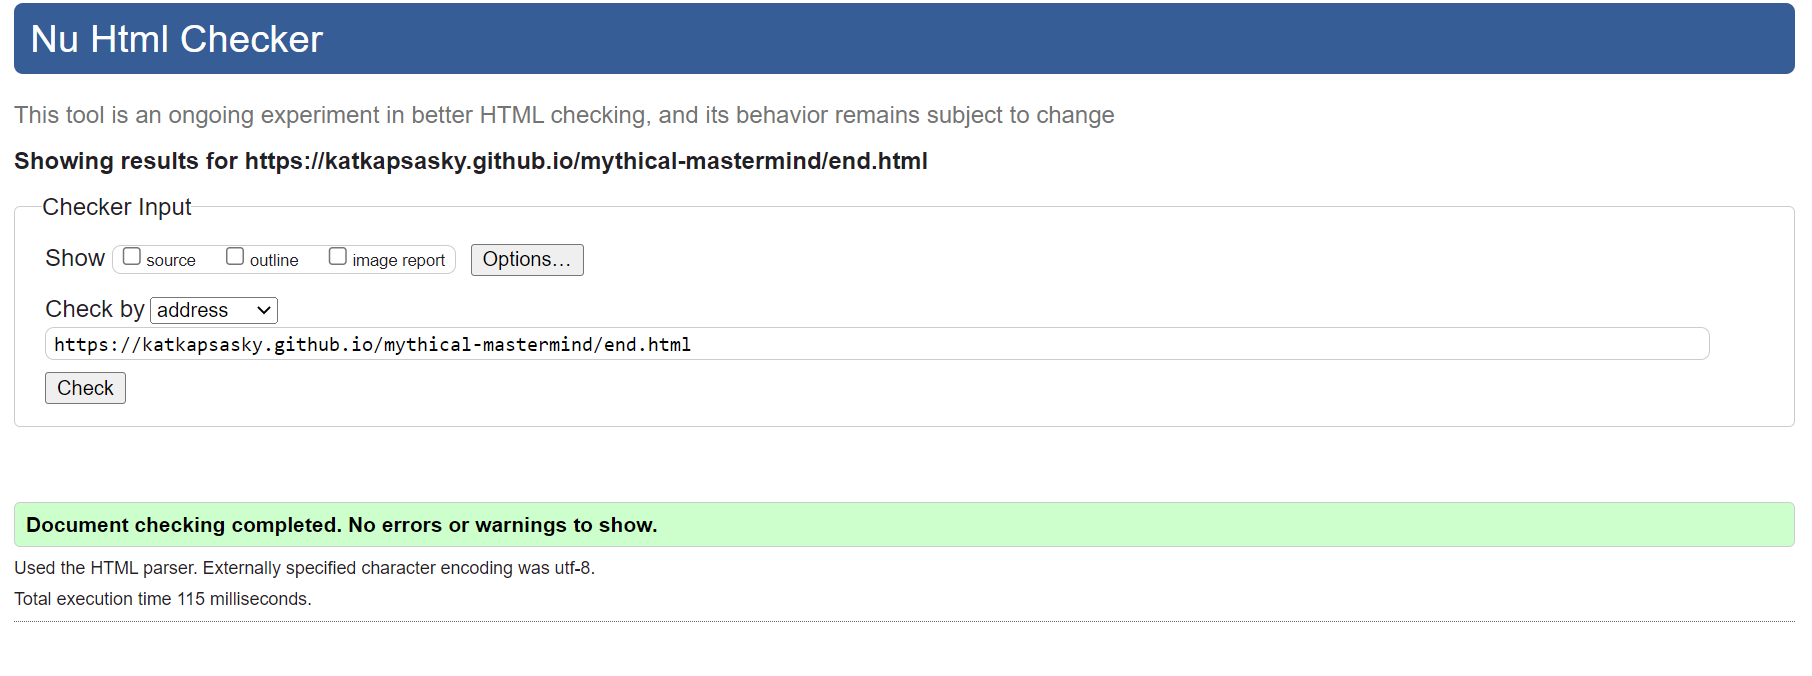 Nu Html Checker
This tool is an ongoing experiment in better HTML checking, and its behavior remains subject to change
Showing results for https://katkapsasky.github.io/mythical-mastermind/end.html
Checker Input
Show source outline image report Options...
Check by address
https://katkapsasky.github.io/mythical-mastermind/end.html
Check
Document checking completed. No errors or warnings to show.
Used the HTML parser. Externally specified character encoding was utf-8.
Total execution time 115 milliseconds.